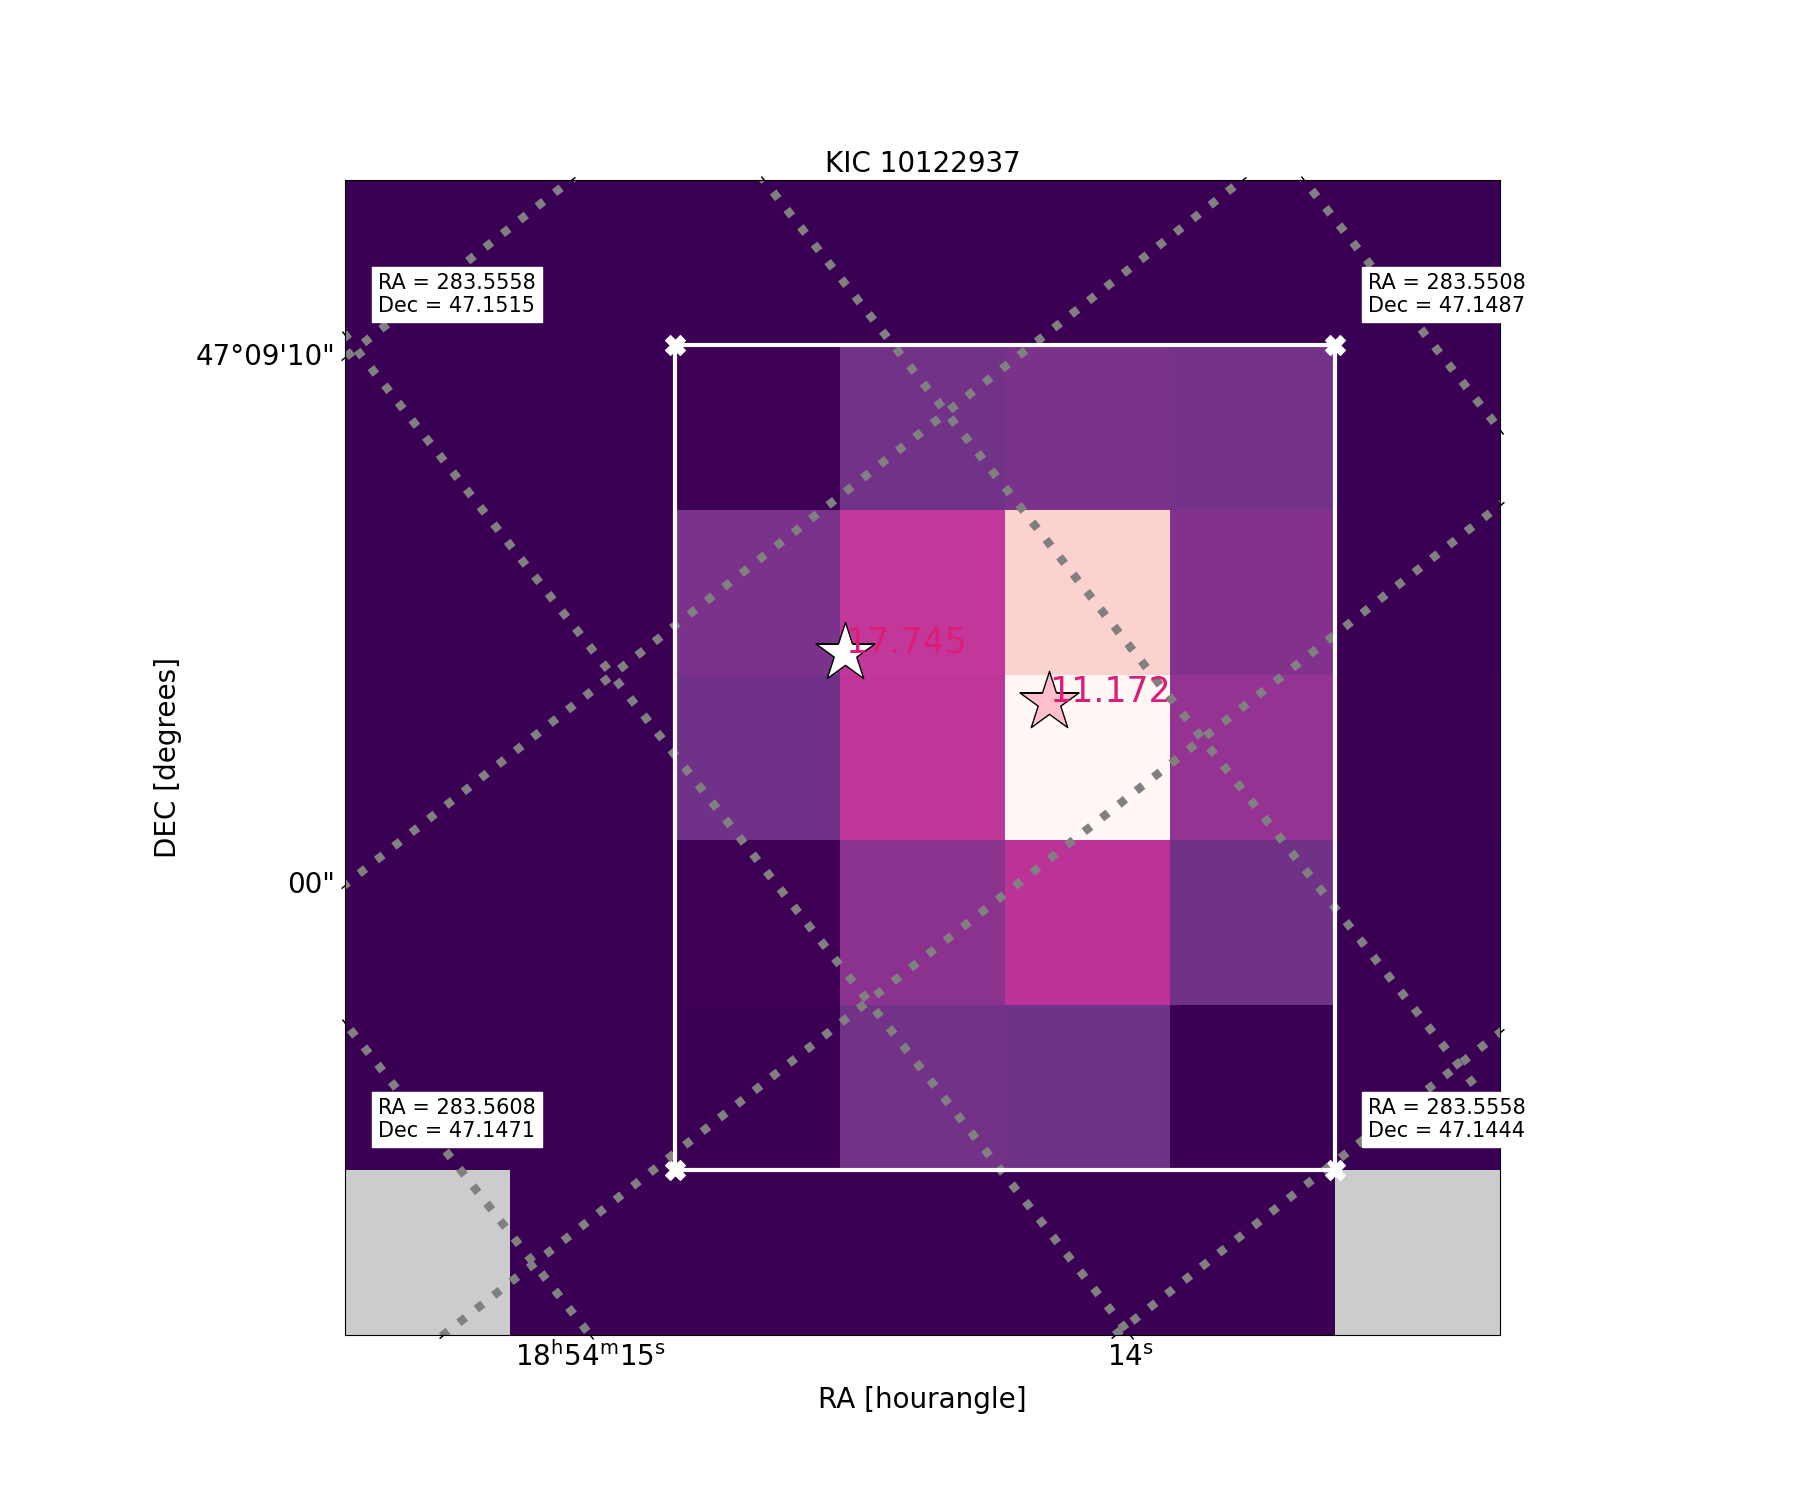 KIC 10122937
RA = 283.5558
Dec = 47.1515
RA = 283.5508
Dec = 47.1487
47°09'10"
17.745
11.172
DEC [degrees]
00"
RA = 283.5608
Dec = 47.1471
RA = 283.5558
Dec = 47.1444
18h54m15s
14s
RA [hourangle]